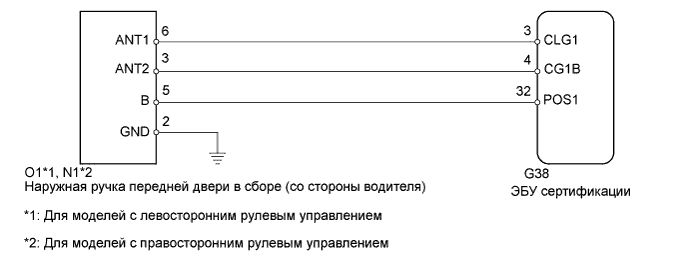 ANT1 6 3 CLG1
ANT2 3 4 CG1B
B 5 32 POS1
GND 2
O1*1, N1*2
Наружная ручка передней двери в сборе (со стороны водителя)
G38
ЭБУ сертификации
*1: Для моделей с левосторонним рулевым управлением
*2: Для моделей с правосторонним рулевым управлением